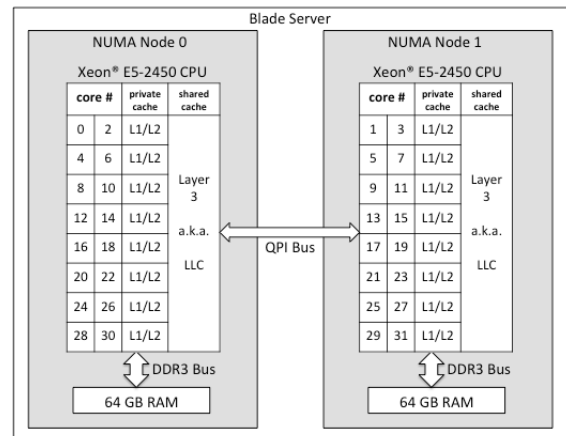 Blade Server
NUMA Node 0
Xeon® E5-2450 CPU
core # private cache shared cache
0 2 L1/L2
4 6 L1/L2
8 10 L1/L2
12 14 L1/L2
16 18 L1/L2
20 22 L1/L2
24 26 L1/L2
28 30 L1/L2
Layer
3
a.k.a.
LLC
DDR3 Bus
64 GB RAM
QPI Bus
NUMA Node 1
Xeon® E5-2450 CPU
core # private cache shared cache
1 3 L1/L2
5 7 L1/L2
9 11 L1/L2
13 15 L1/L2
17 19 L1/L2
21 23 L1/L2
25 27 L1/L2
29 31 L1/L2
Layer
3
a.k.a.
LLC
DDR3 Bus
64 GB RAM